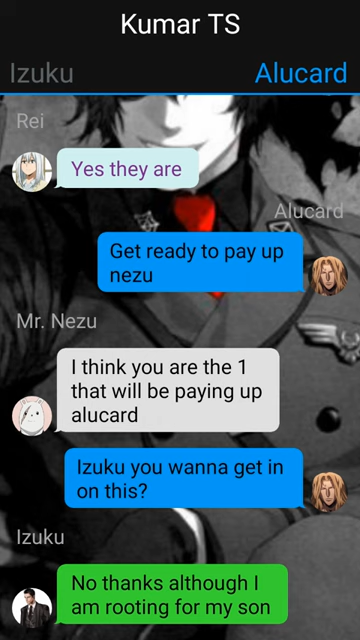 Kumar TS
Izuku
Alucard
Rei
Yes they are
Alucard
Get ready to pay up
nezu
Mr. Nezu
I think you are the 1
that will be paying up
alucard
Izuku you wanna get in
on this?
Izuku
No thanks although I
am rooting for my son